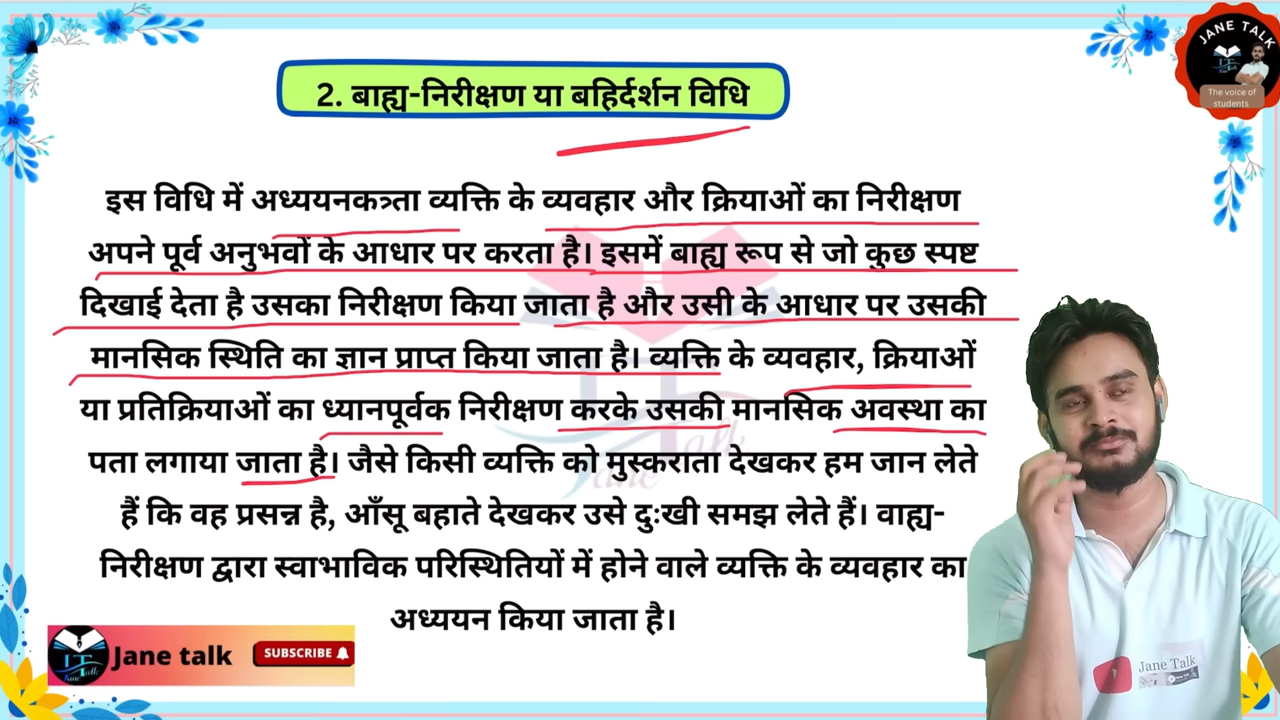 JANE TALK
The voice of
students
2. बाह्य-निरीक्षण या बहिर्दर्शन विधि
इस विधि में अध्ययनकत्र्ता व्यक्ति के व्यवहार और क्रियाओं का निरीक्षण
अपने पूर्व अनुभवों के आधार पर करता है। इसमें बाह्य रूप से जो कुछ स्पष्ट
दिखाई देता है उसका निरीक्षण किया जाता है और उसी के आधार पर उसकी
मानसिक स्थिति का ज्ञान प्राप्त किया जाता है। व्यक्ति के व्यवहार, क्रियाओं
या प्रतिक्रियाओं का ध्यानपूर्वक निरीक्षण करके उसकी मानसिक अवस्था का
पता लगाया जाता है। जैसे किसी व्यक्ति को मुस्कराता देखकर हम जान लेते
हैं कि वह प्रसन्न है, आँसू बहाते देखकर उसे दुःखी समझ लेते हैं। वाह्य-
निरीक्षण द्वारा स्वाभाविक परिस्थितियों में होने वाले व्यक्ति के व्यवहार का
अध्ययन किया जाता है।
Jane talk
SUBSCRIBE
Jane Talk